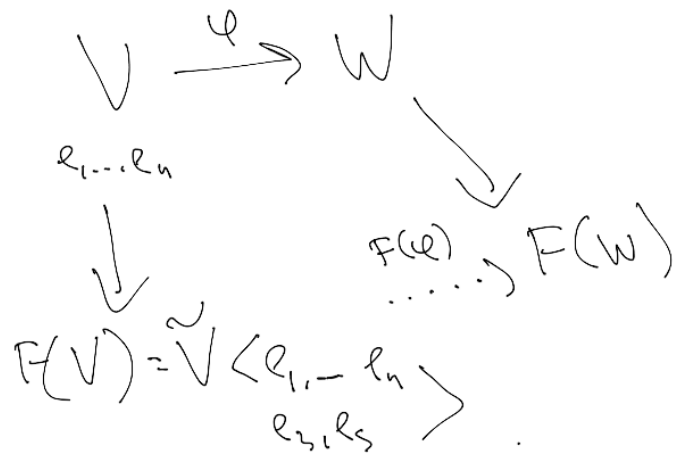 φ
V → W
e₁...eₙ
F(φ)
F(W)
F(V) = Ṽ <e₁,_ eₙ
e₃,e₅ >